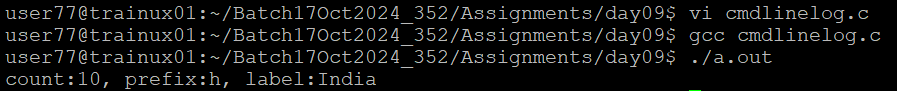 user77@trainux01:~/Batch17Oct2024_352/Assignments/day09$ vi cmdlinelog.c
user77@trainux01:~/Batch17Oct2024_352/Assignments/day09$ gcc cmdlinelog.c
user77@trainux01:~/Batch17Oct2024_352/Assignments/day09$ ./a.out
count:10, prefix:h, label:India